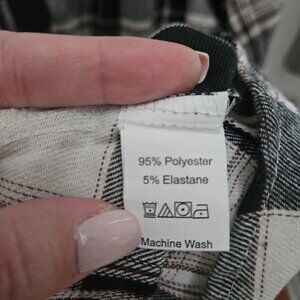 95% Polyester
5% Elastane
Machine Wash